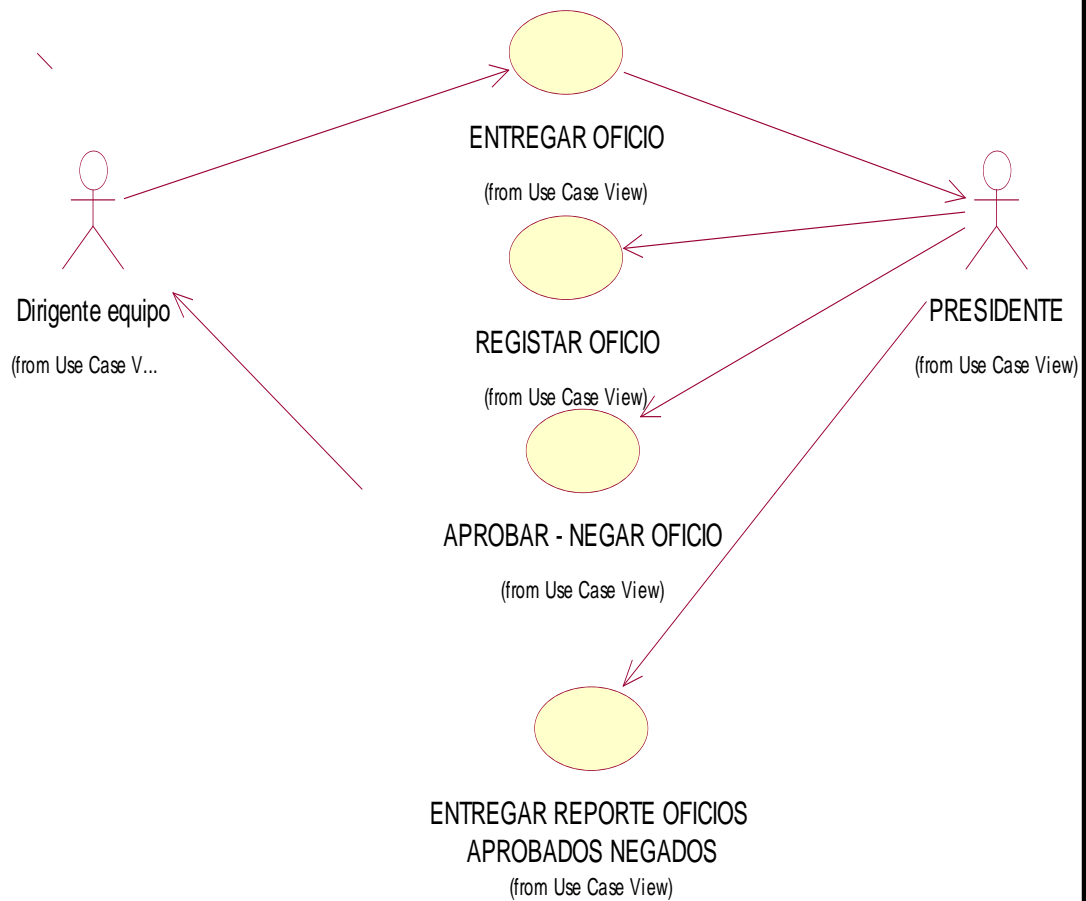 ENTREGAR OFICIO
(from Use Case View)
Dirigente equipo
(from Use Case V...
PRESIDENTE
(from Use Case View)
REGISTAR OFICIO
(from Use Case View)
APROBAR - NEGAR OFICIO
(from Use Case View)
ENTREGAR REPORTE OFICIOS
APROBADOS NEGADOS
(from Use Case View)